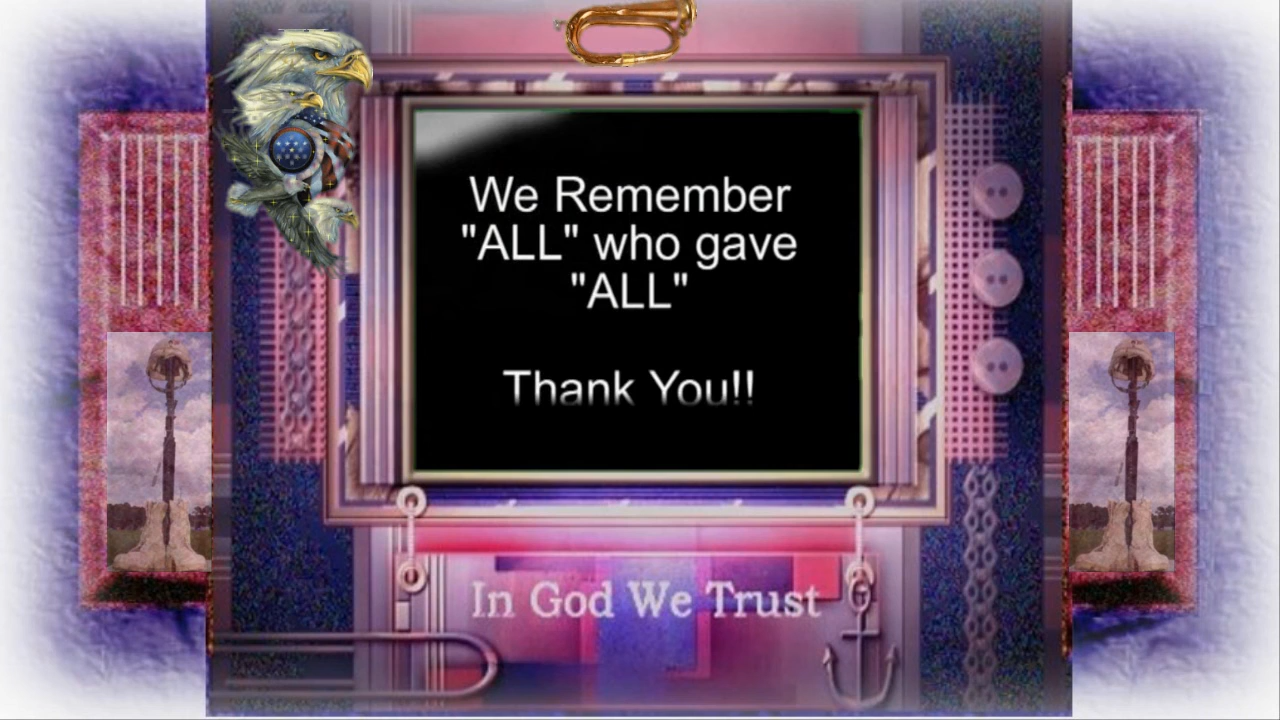 We Remember
"ALL" who gave
"ALL"
Thank You!!
In God We Trust